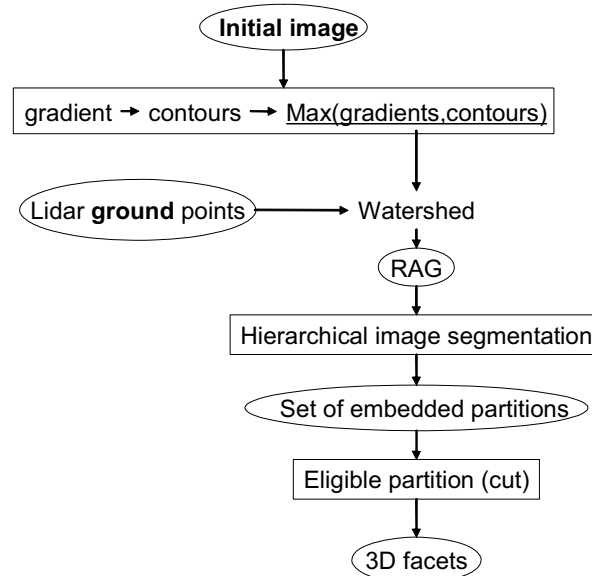 Initial image
gradient → contours → Max(gradients,contours)
Lidar ground points
Watershed
RAG
Hierarchical image segmentation
Set of embedded partitions
Eligible partition (cut)
3D facets